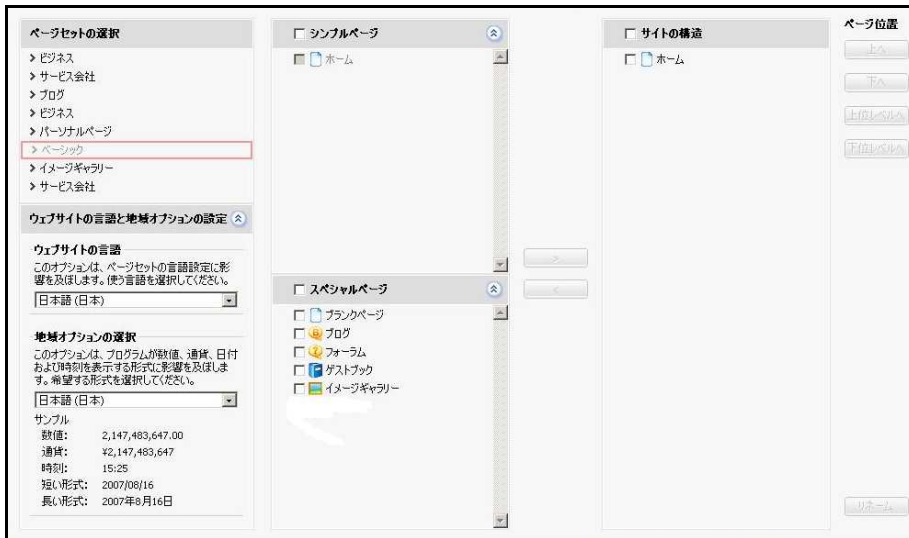 ページセットの選択
ビジネス
サービス会社
ブログ
ビジネス
パーソナルページ
ベーシック
イメージギャラリー
サービス会社
ウェブサイトの言語と地域オプションの設定
ウェブサイトの言語
このオプションは、ページセットの言語設定に影
響を及ぼします。使う言語を選択してください。
日本語 (日本)
地域オプションの選択
このオプションは、プログラムが数値、通貨、日付
および時刻を表示する形式に影響を及ぼしま
す。希望する形式を選択してください。
日本語 (日本)
サンプル
数値: 2,147,483,647.00
通貨: ¥2,147,483,647
時刻: 15:25
短い形式: 2007/08/16
長い形式: 2007年8月16日
シンプルページ
ホーム
スペシャルページ
ブランクページ
ブログ
フォーラム
ゲストブック
イメージギャラリー
>
<
サイトの構造
ホーム
ページ位置
上へ
下へ
上位レベルへ
下位レベルへ
リネーム